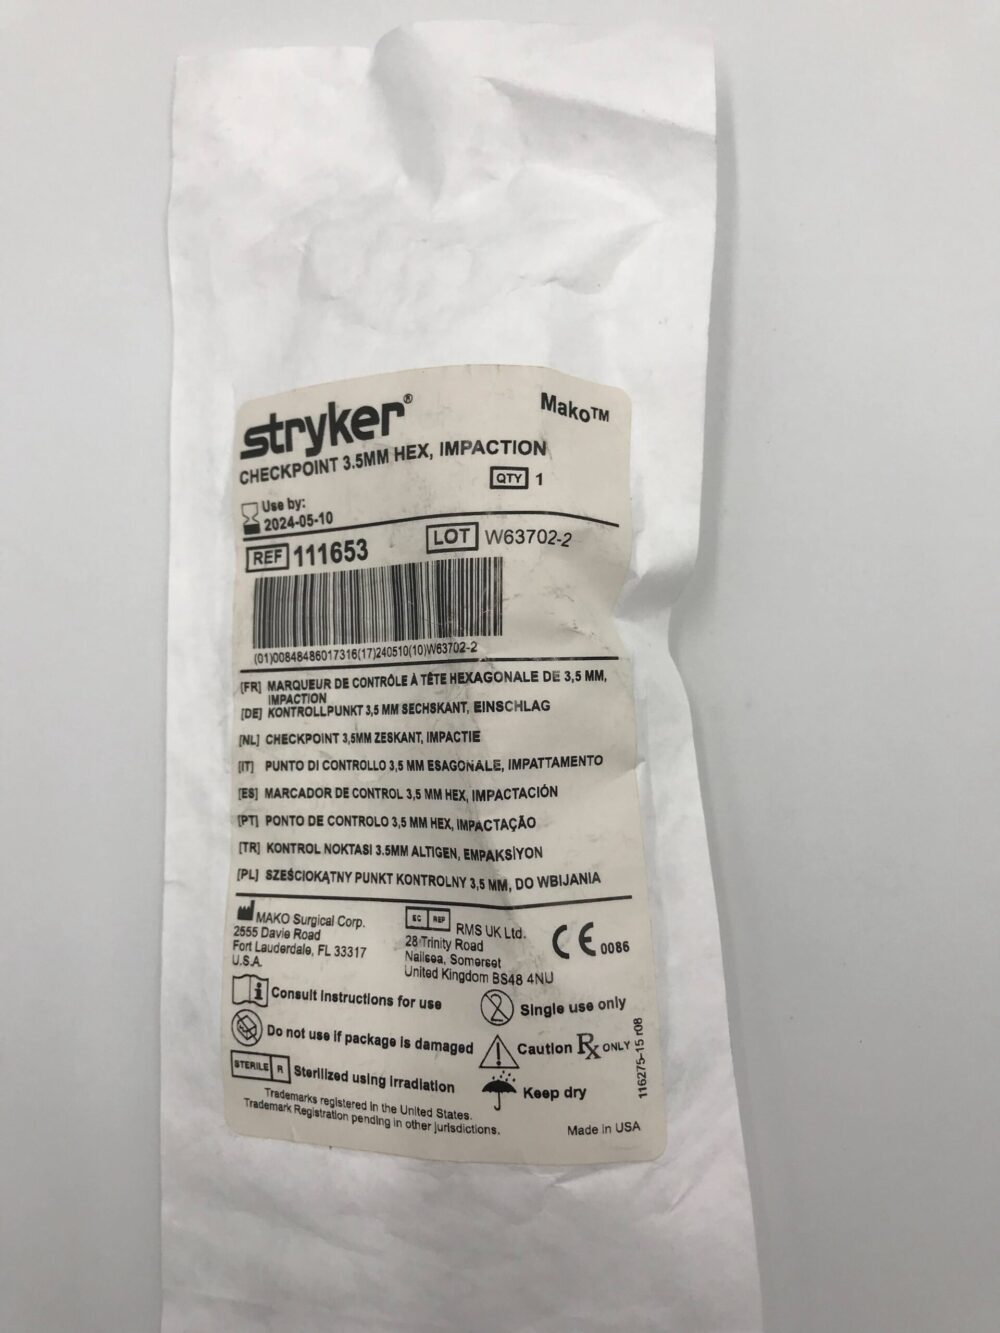 stryker®
Mako™
CHECKPOINT 3.5MM HEX, IMPACTION
QTY 1
Use by:
2024-05-10
REF 111653
LOT W63702-2
(01)00848486017316(17)240510(10)W63702-2
[FR] MARQUEUR DE CONTRÔLE À TÊTE HEXAGONALE DE 3,5 MM,
IMPACTION
[DE] KONTROLLPUNKT 3,5 MM SECHSKANT, EINSCHLAG
[NL] CHECKPOINT 3,5MM ZESKANT, IMPACTIE
[IT] PUNTO DI CONTROLLO 3,5 MM ESAGONALE, IMPATTAMENTO
[ES] MARCADOR DE CONTROL 3,5 MM HEX, IMPACTACIÓN
[PT] PONTO DE CONTROLO 3,5 MM HEX, IMPACTAÇÃO
[TR] KONTROL NOKTASI 3.5MM ALTIGEN, EMPAKSİYON
[PL] SZEŚCIOKĄTNY PUNKT KONTROLNY 3,5 MM, DO WBIJANIA
MAKO Surgical Corp.
2555 Davie Road
Fort Lauderdale, FL 33317
U.S.A.
EC REP RMS UK Ltd.
28 Trinity Road
Nailsea, Somerset
United Kingdom BS48 4NU
CE 0086
Consult Instructions for use
2 Single use only
Do not use if package is damaged
Caution Rx ONLY
STERILE R Sterilized using irradiation
Keep dry
Trademarks registered in the United States.
Trademark Registration pending in other jurisdictions.
Made in USA
116275-15 r08